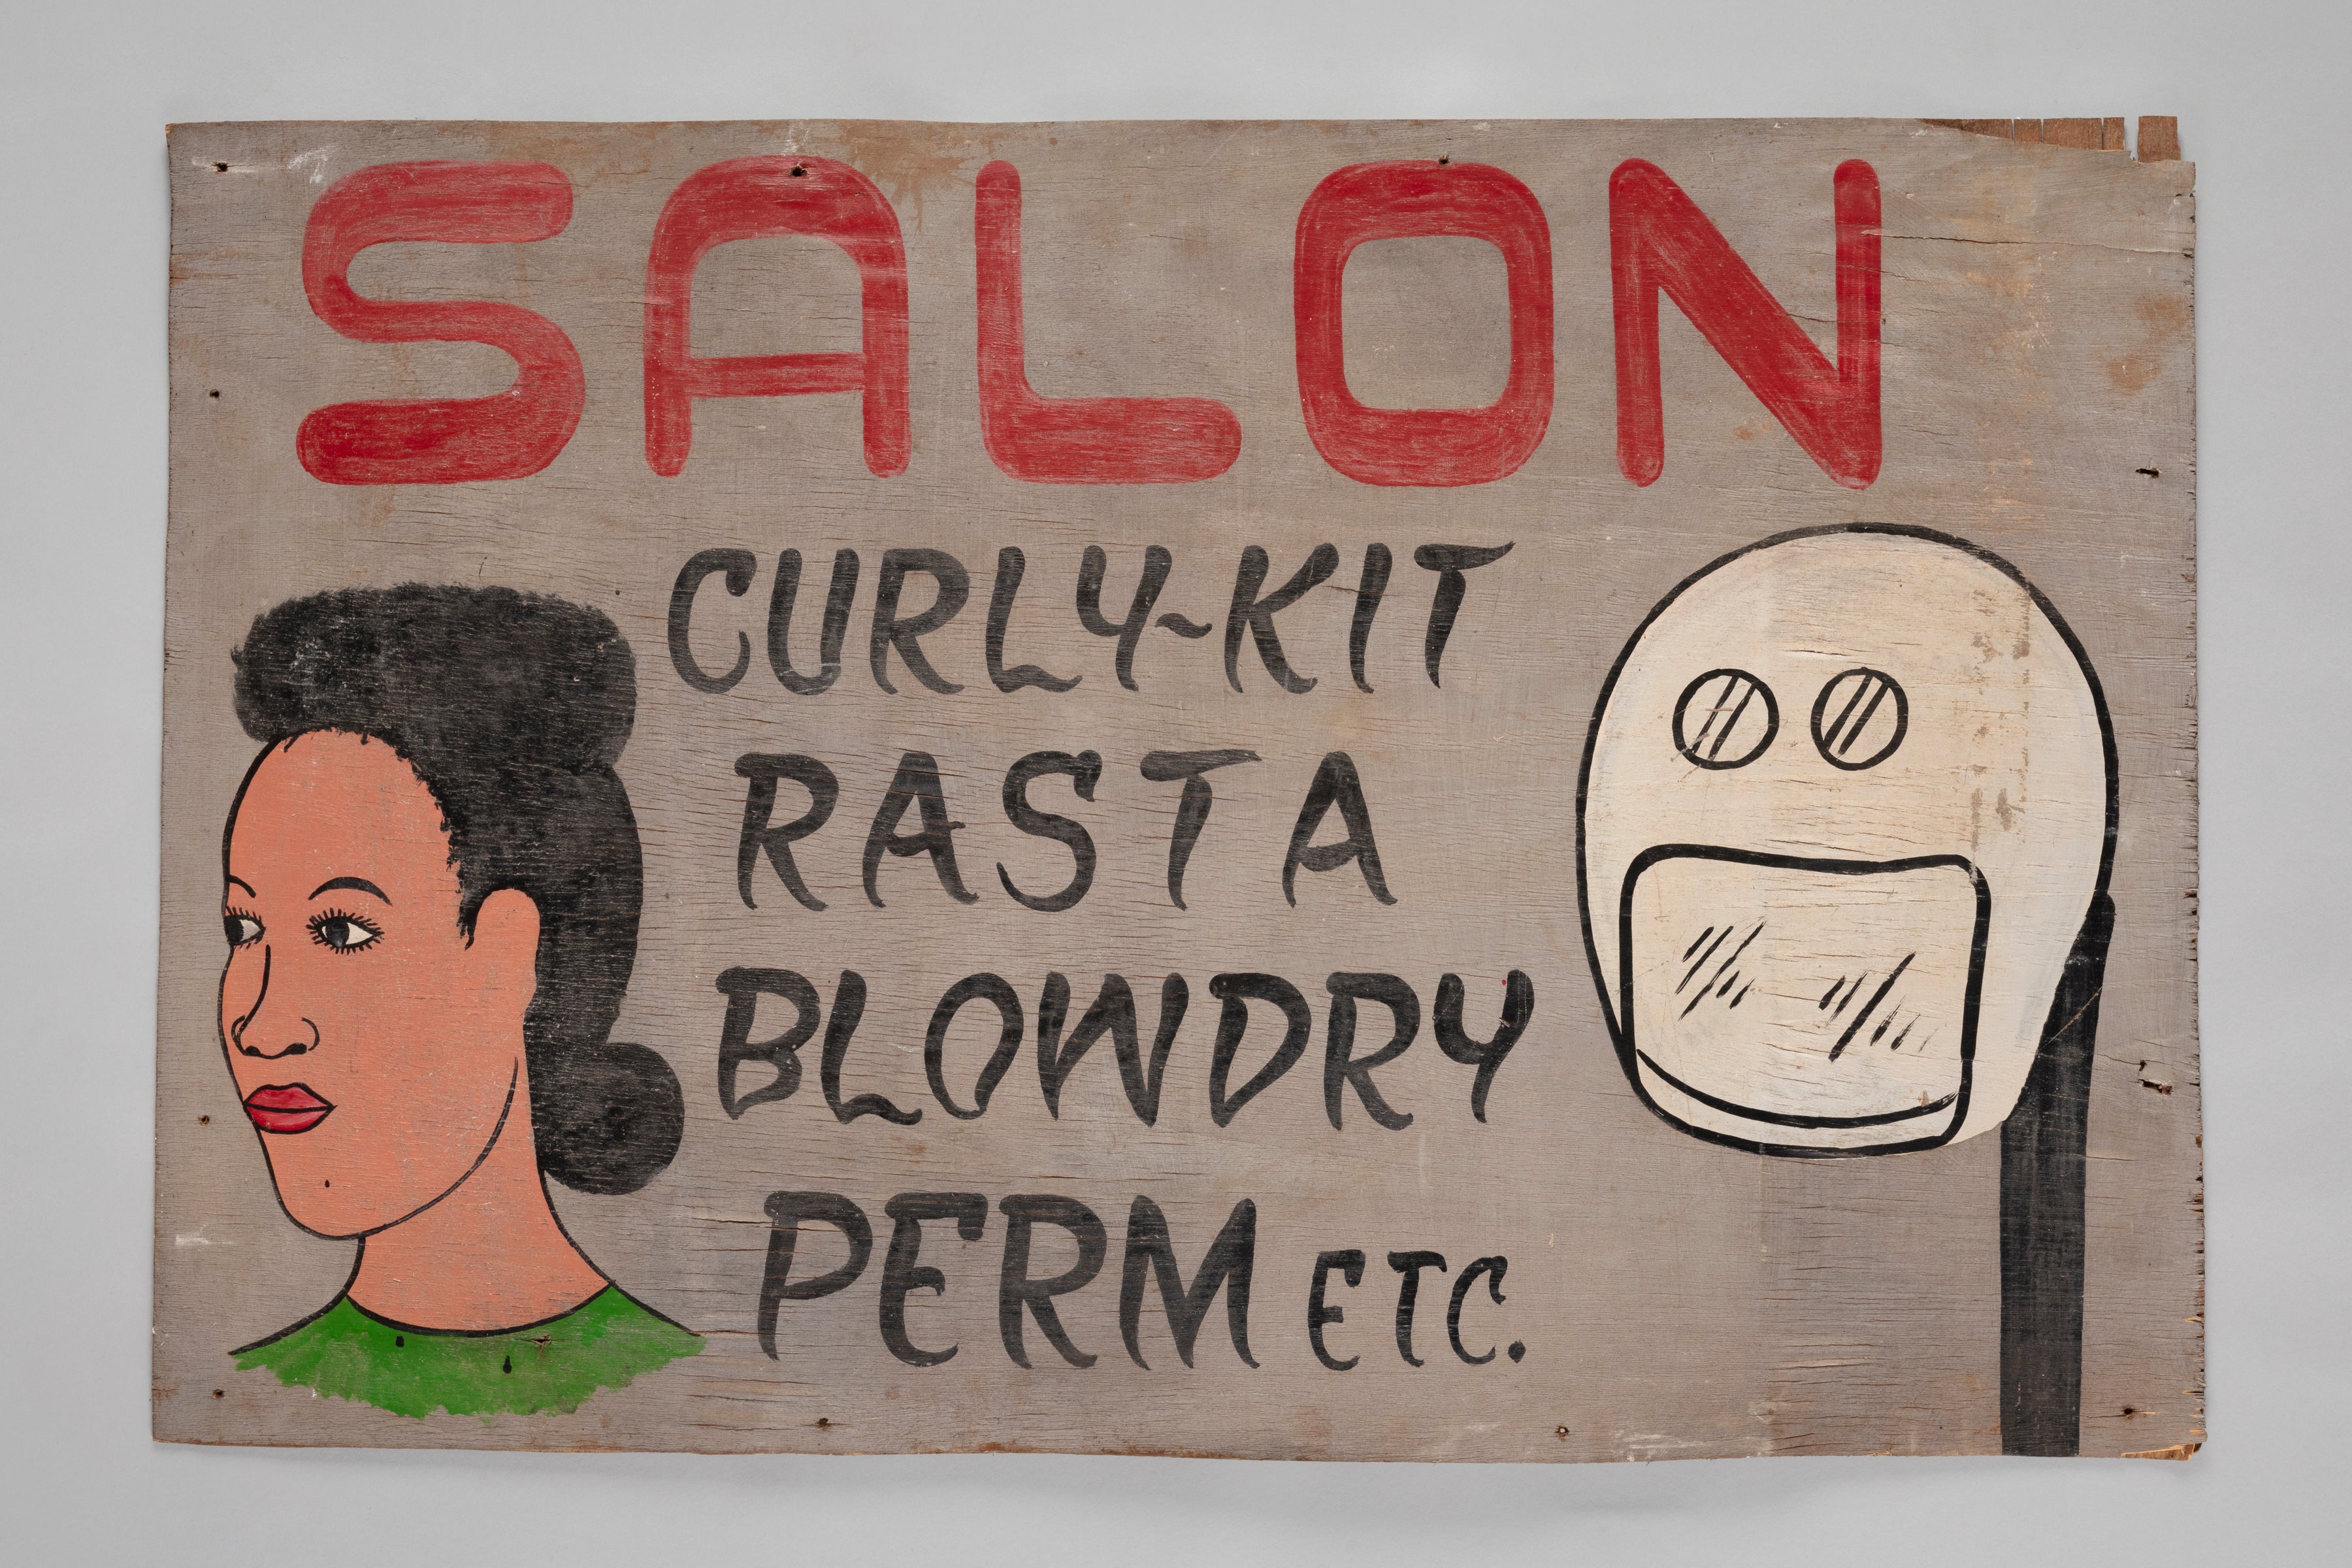 SALON
CURLY-KIT
RASTA
BLOWDRY
PERM ETC.